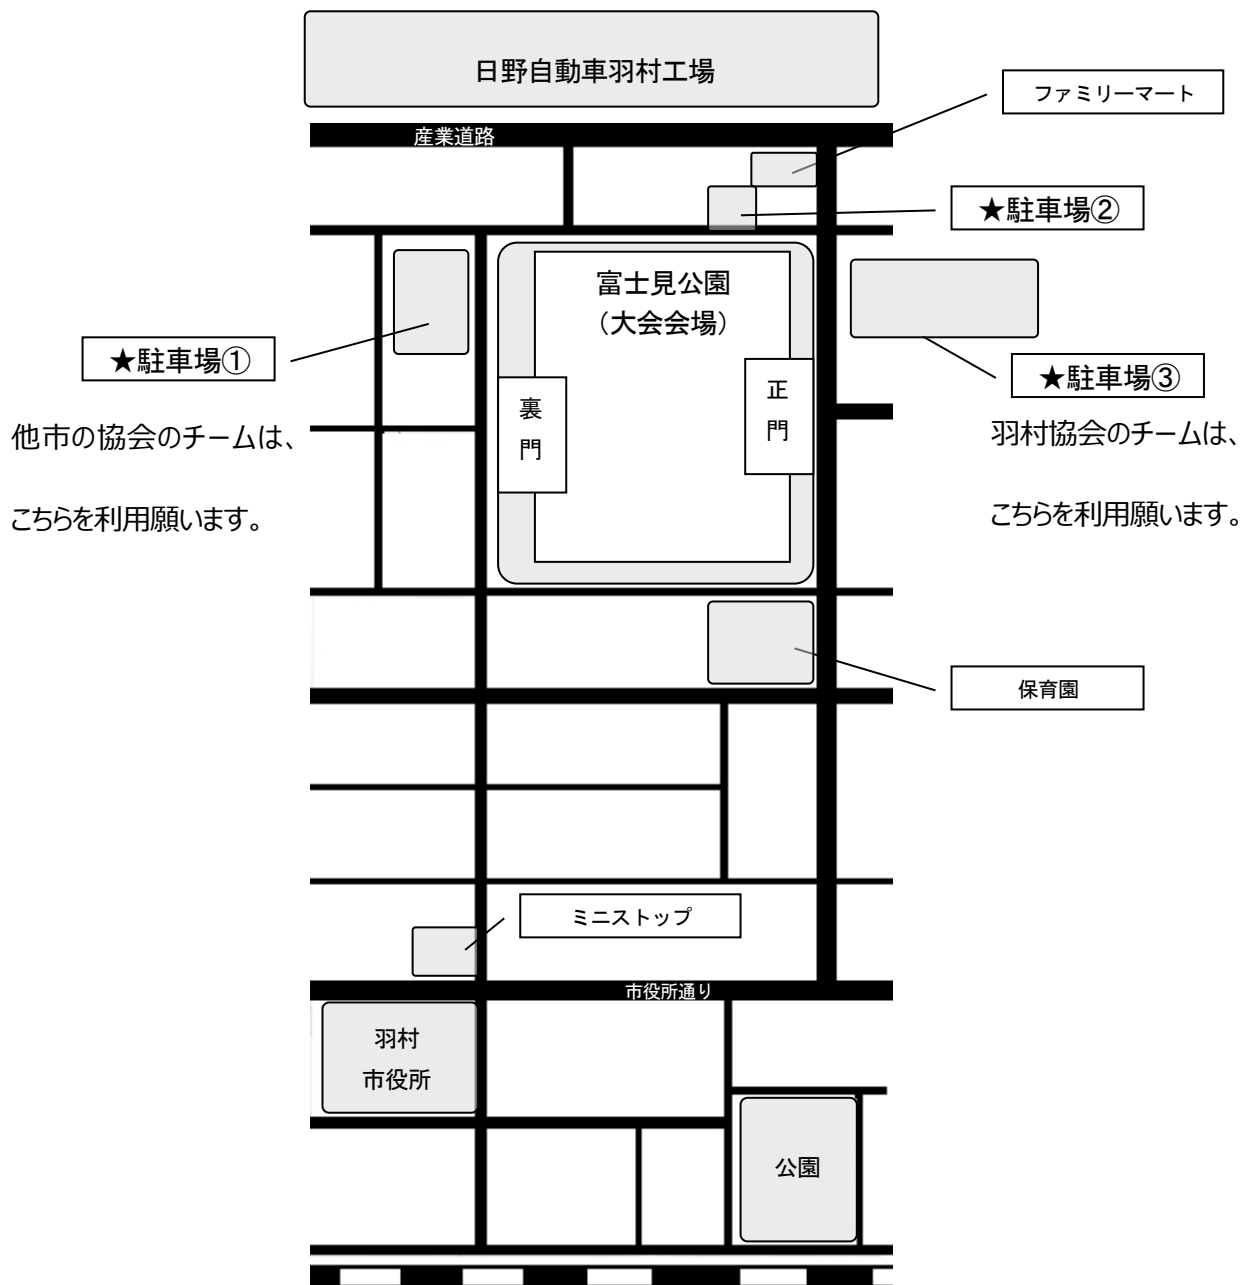 日野自動車羽村工場
ファミリーマート
産業道路
★駐車場②
富士見公園
（大会会場）
★駐車場①
★駐車場③
正
門
裏
門
他市の協会のチームは、
こちらを利用願います。
羽村協会のチームは、
こちらを利用願います。
保育園
ミニストップ
市役所通り
羽村
市役所
公園